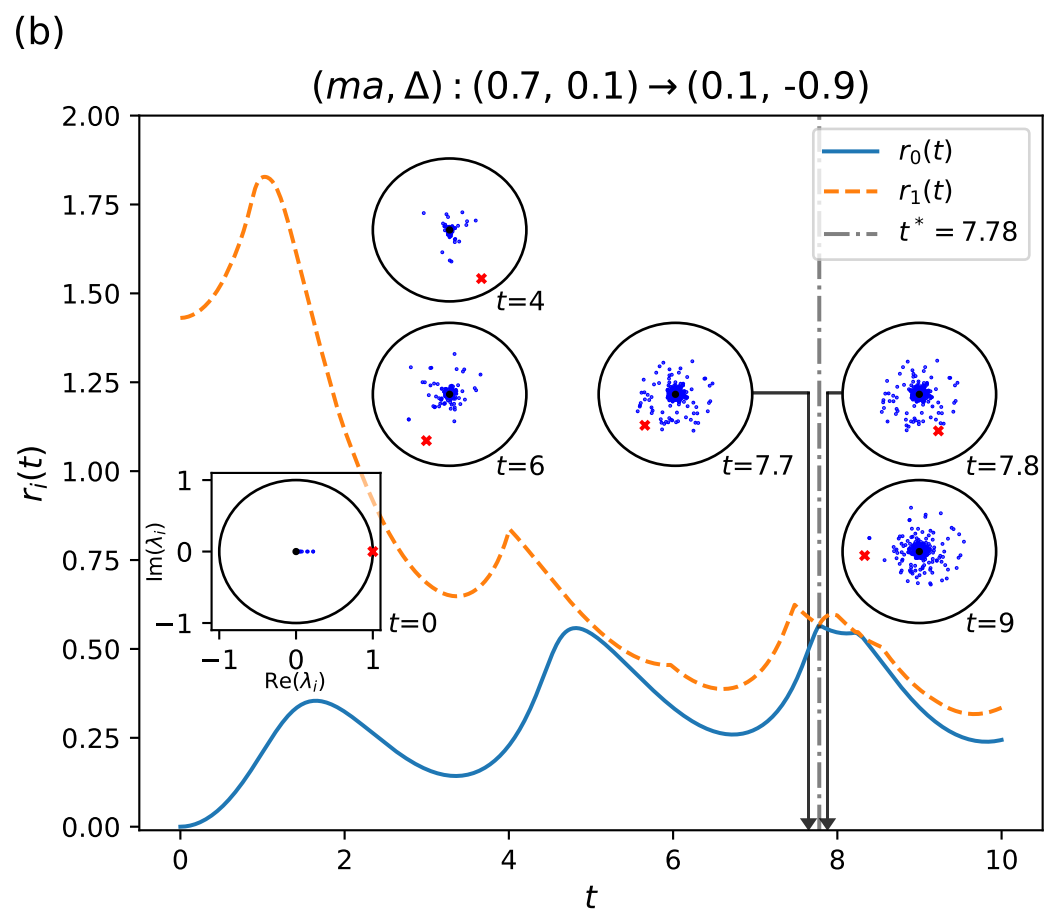 (b)
(ma, Δ) : (0.7, 0.1) → (0.1, -0.9)
2.00
1.75
1.50
1.25
1.00
0.75
0.50
0.25
0.00
r_i(t)
r_0(t)
r_1(t)
t* = 7.78
t=4
t=6
t=7.7
t=7.8
t=9
1
0
−1
Im(λ_i)
t=0
−1 0 1
Re(λ_i)
0 2 4 6 8 10
t